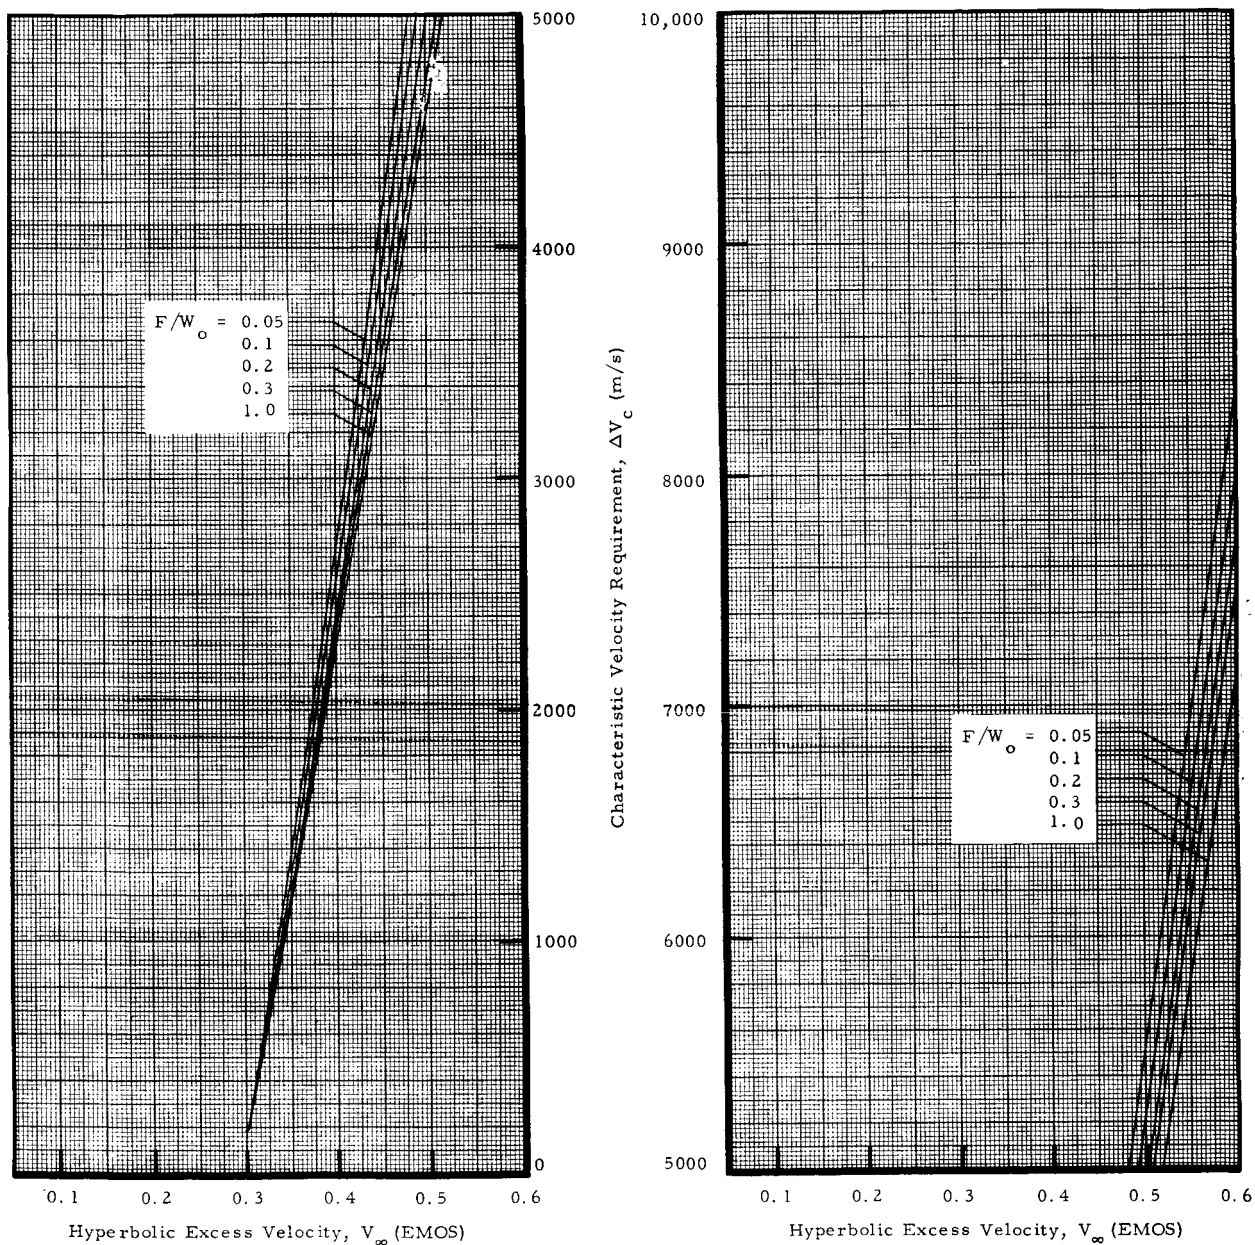 5000
4000
3000
2000
1000
0
F/Wo = 0.05
0.1
0.2
0.3
1.0
0.1 0.2 0.3 0.4 0.5 0.6
Hyperbolic Excess Velocity, V∞ (EMOS)
Characteristic Velocity Requirement, ΔVc (m/s)
10,000
9000
8000
7000
6000
5000
F/Wo = 0.05
0.1
0.2
0.3
1.0
0.1 0.2 0.3 0.4 0.5 0.6
Hyperbolic Excess Velocity, V∞ (EMOS)